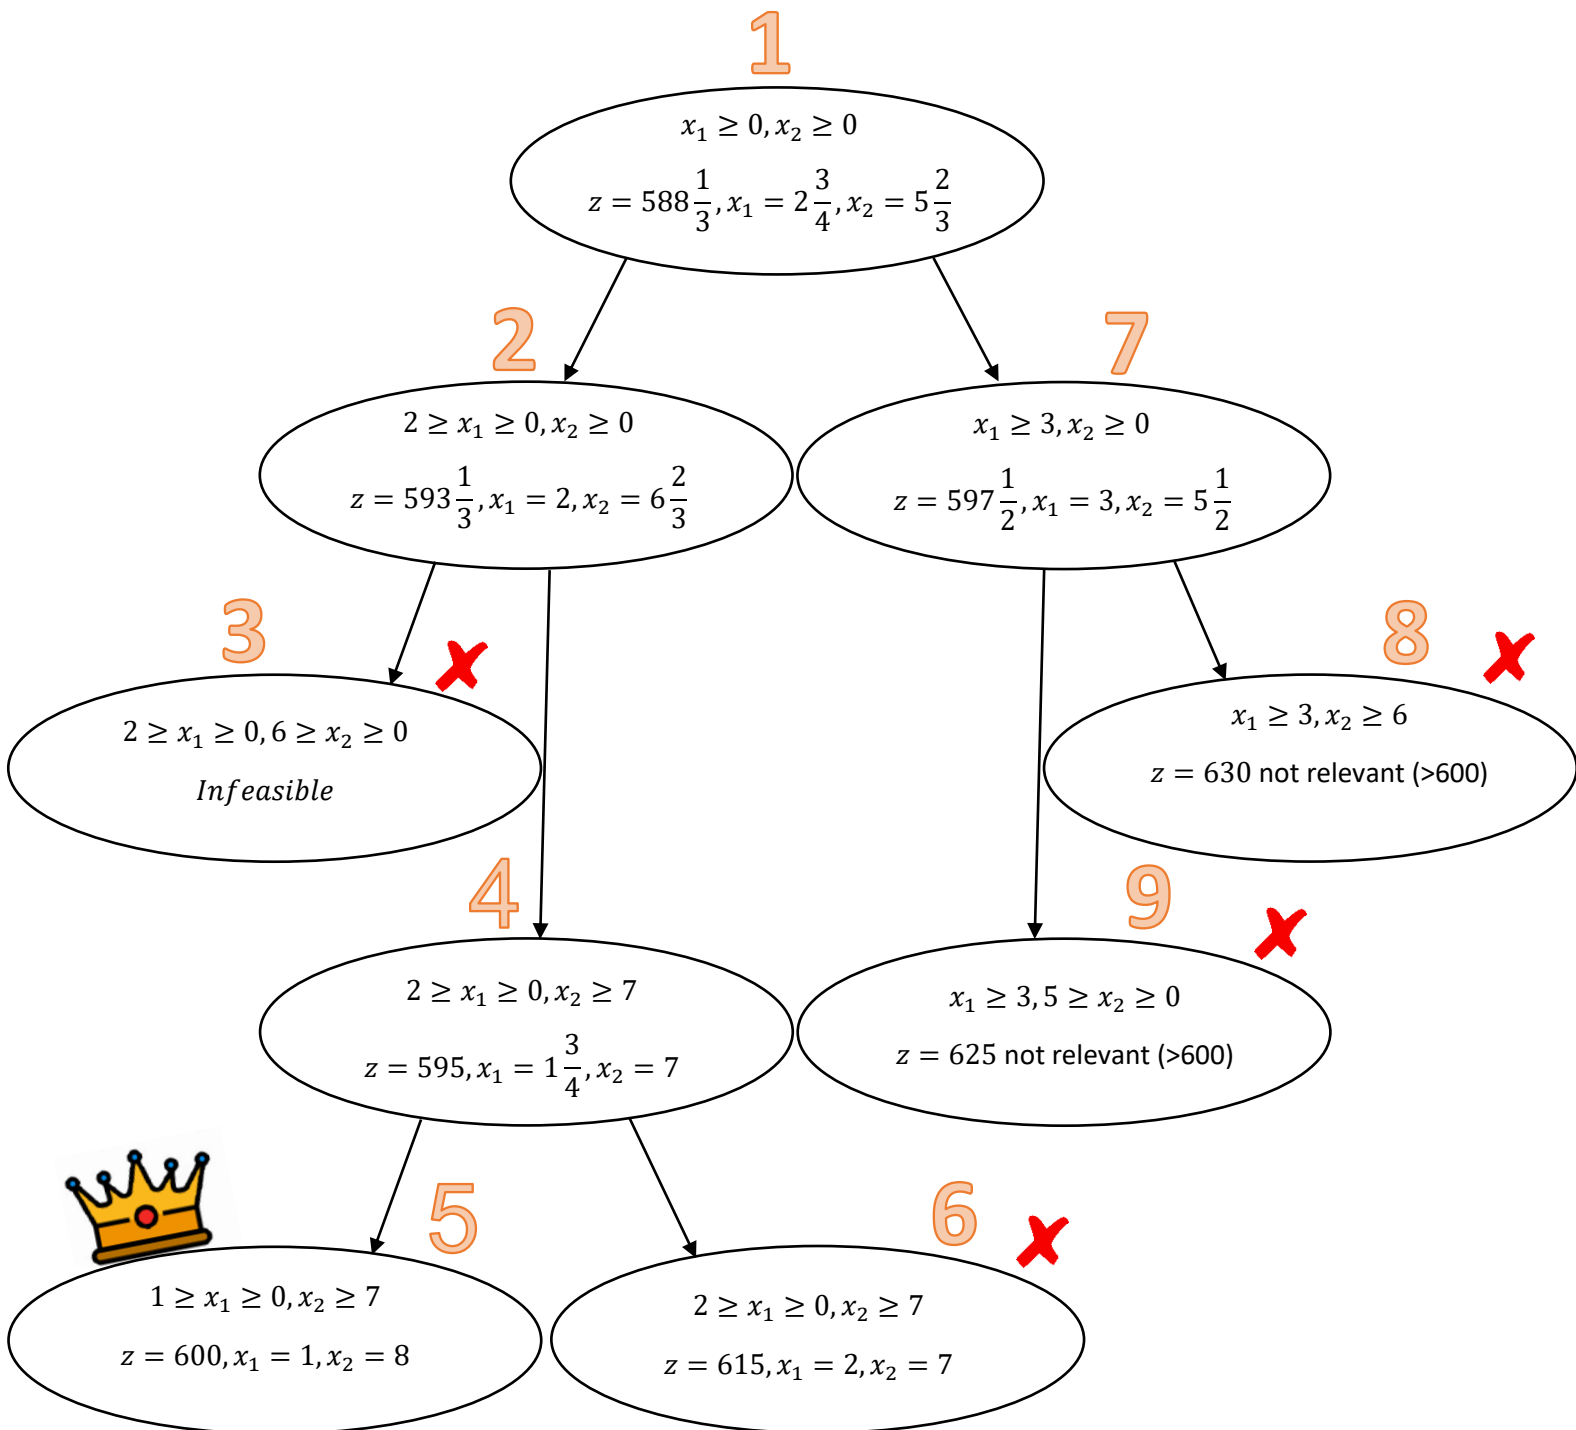 1
x₁ ≥ 0, x₂ ≥ 0
z = 588 1/3, x₁ = 2 3/4, x₂ = 5 2/3
2
2 ≥ x₁ ≥ 0, x₂ ≥ 0
z = 593 1/3, x₁ = 2, x₂ = 6 2/3
7
x₁ ≥ 3, x₂ ≥ 0
z = 597 1/2, x₁ = 3, x₂ = 5 1/2
3
2 ≥ x₁ ≥ 0, 6 ≥ x₂ ≥ 0
Infeasible
8
x₁ ≥ 3, x₂ ≥ 6
z = 630 not relevant (>600)
4
2 ≥ x₁ ≥ 0, x₂ ≥ 7
z = 595, x₁ = 1 3/4, x₂ = 7
9
x₁ ≥ 3, 5 ≥ x₂ ≥ 0
z = 625 not relevant (>600)
5
1 ≥ x₁ ≥ 0, x₂ ≥ 7
z = 600, x₁ = 1, x₂ = 8
6
2 ≥ x₁ ≥ 0, x₂ ≥ 7
z = 615, x₁ = 2, x₂ = 7